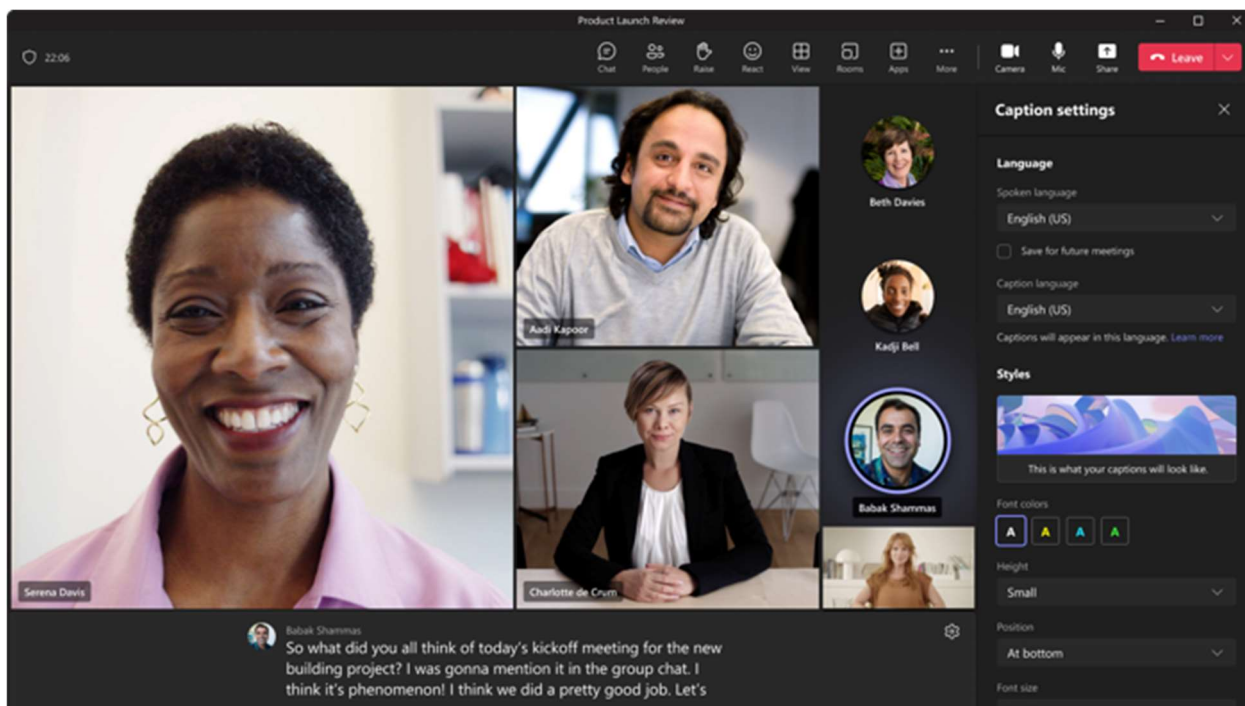 Product Launch Review
22:06
Chat
People
Raise
React
View
Rooms
Apps
More
Camera
Mic
Share
Leave
Serena Davis
Aadi Kapoor
Charlotte de Crum
Beth Davies
Kadji Bell
Babak Shammas
Babak Shammas
So what did you all think of today's kickoff meeting for the new
building project? I was gonna mention it in the group chat. I
think it's phenomenon! I think we did a pretty good job. Let's
Caption settings
Language
Spoken language
English (US)
Save for future meetings
Caption language
English (US)
Captions will appear in this language. Learn more
Styles
This is what your captions will look like.
Font colors
A A A A
Height
Small
Position
At bottom
Font size